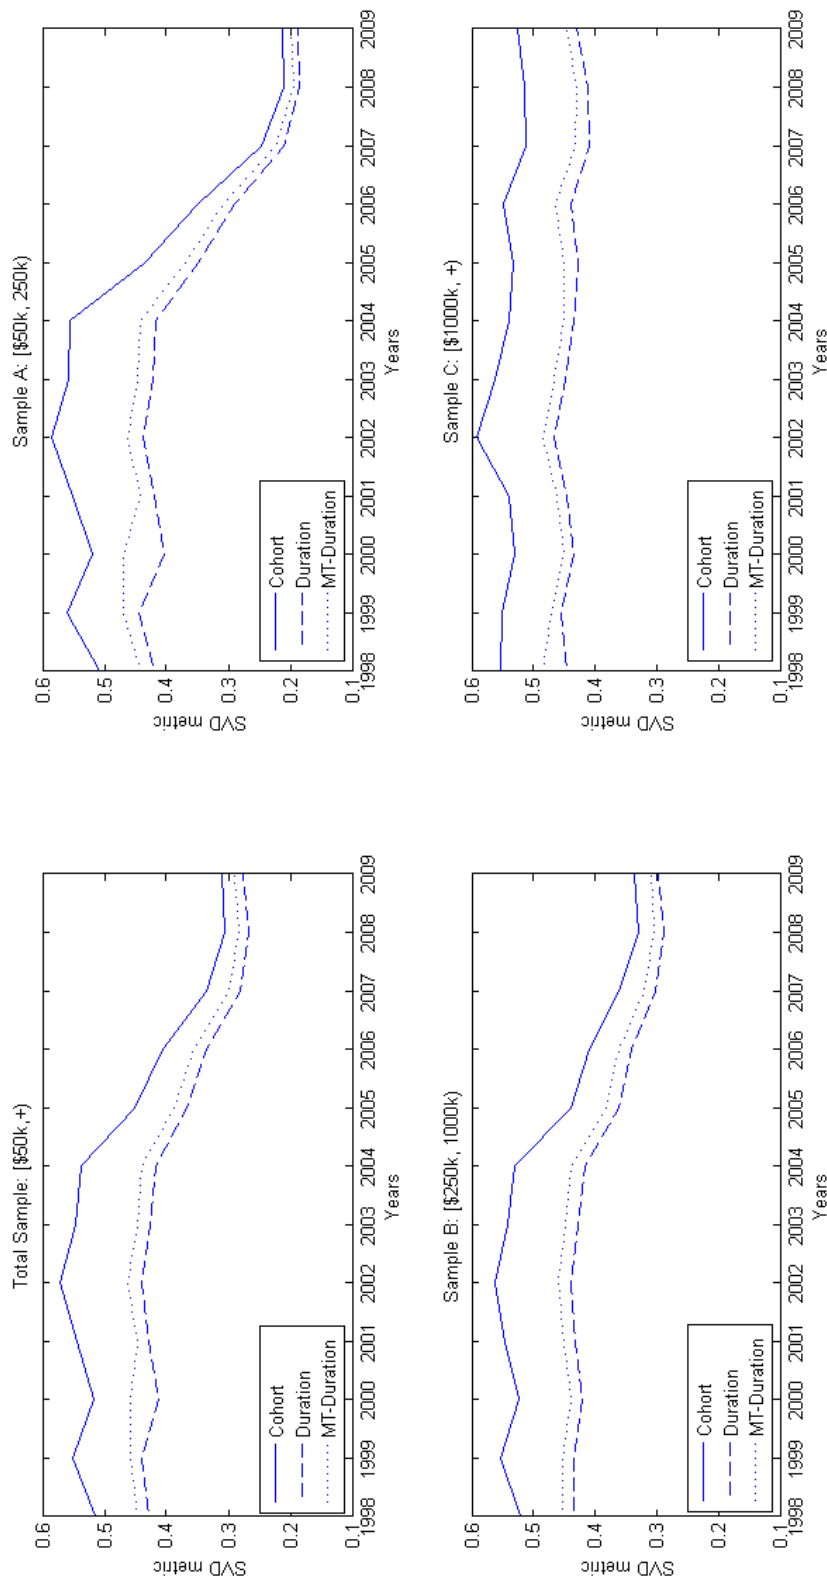 Total Sample: [$50k,+)
0.6
0.5
0.4
0.3
0.2
0.1
SVD metric
Cohort
Duration
MT-Duration
1998 1999 2000 2001 2002 2003 2004 2005 2006 2007 2008 2009
Years
Sample A: [$50k, 250k)
0.6
0.5
0.4
0.3
0.2
0.1
SVD metric
Cohort
Duration
MT-Duration
1998 1999 2000 2001 2002 2003 2004 2005 2006 2007 2008 2009
Years
Sample B: [$250k, 1000k)
0.6
0.5
0.4
0.3
0.2
0.1
SVD metric
Cohort
Duration
MT-Duration
1998 1999 2000 2001 2002 2003 2004 2005 2006 2007 2008 2009
Years
Sample C: [$1000k, +)
0.6
0.5
0.4
0.3
0.2
0.1
SVD metric
Cohort
Duration
MT-Duration
1998 1999 2000 2001 2002 2003 2004 2005 2006 2007 2008 2009
Years